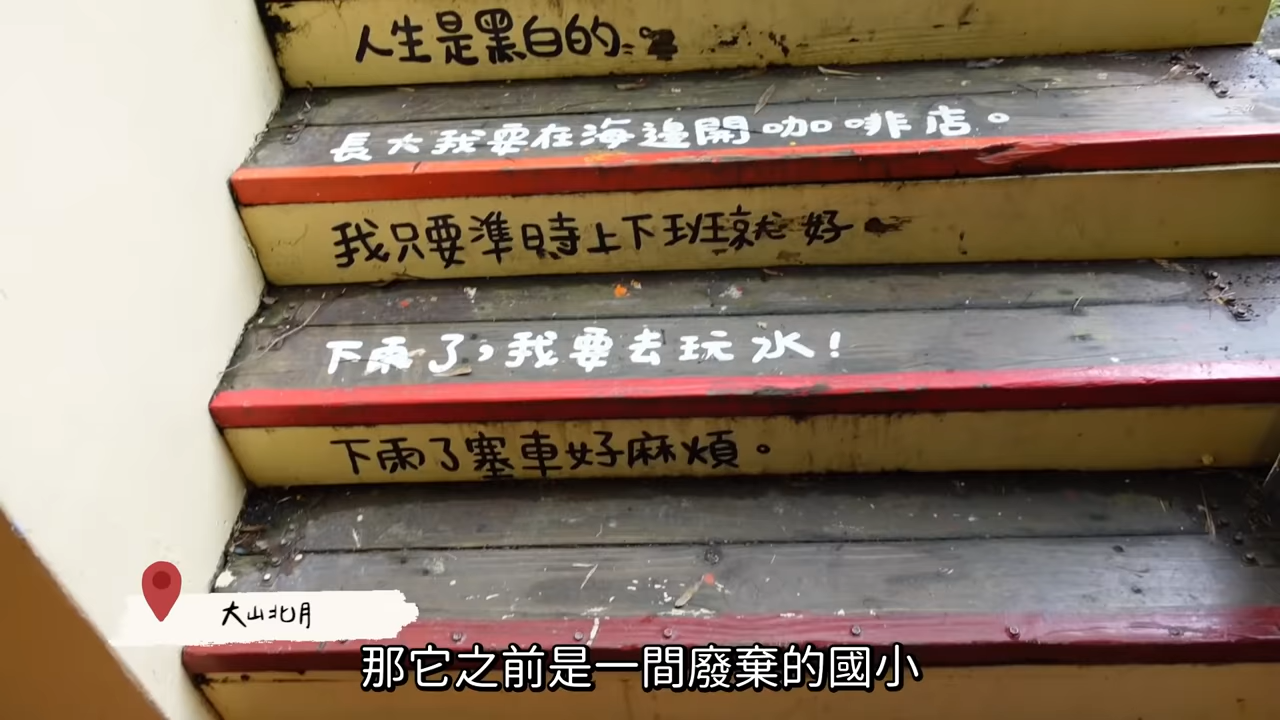 人生是黑白的。
長大我要在海邊開咖啡店。
我只要準時上下班就好。
下雨了，我要去玩水！
下雨了塞車好麻煩。
大山北月
那它之前是一間廢棄的國小